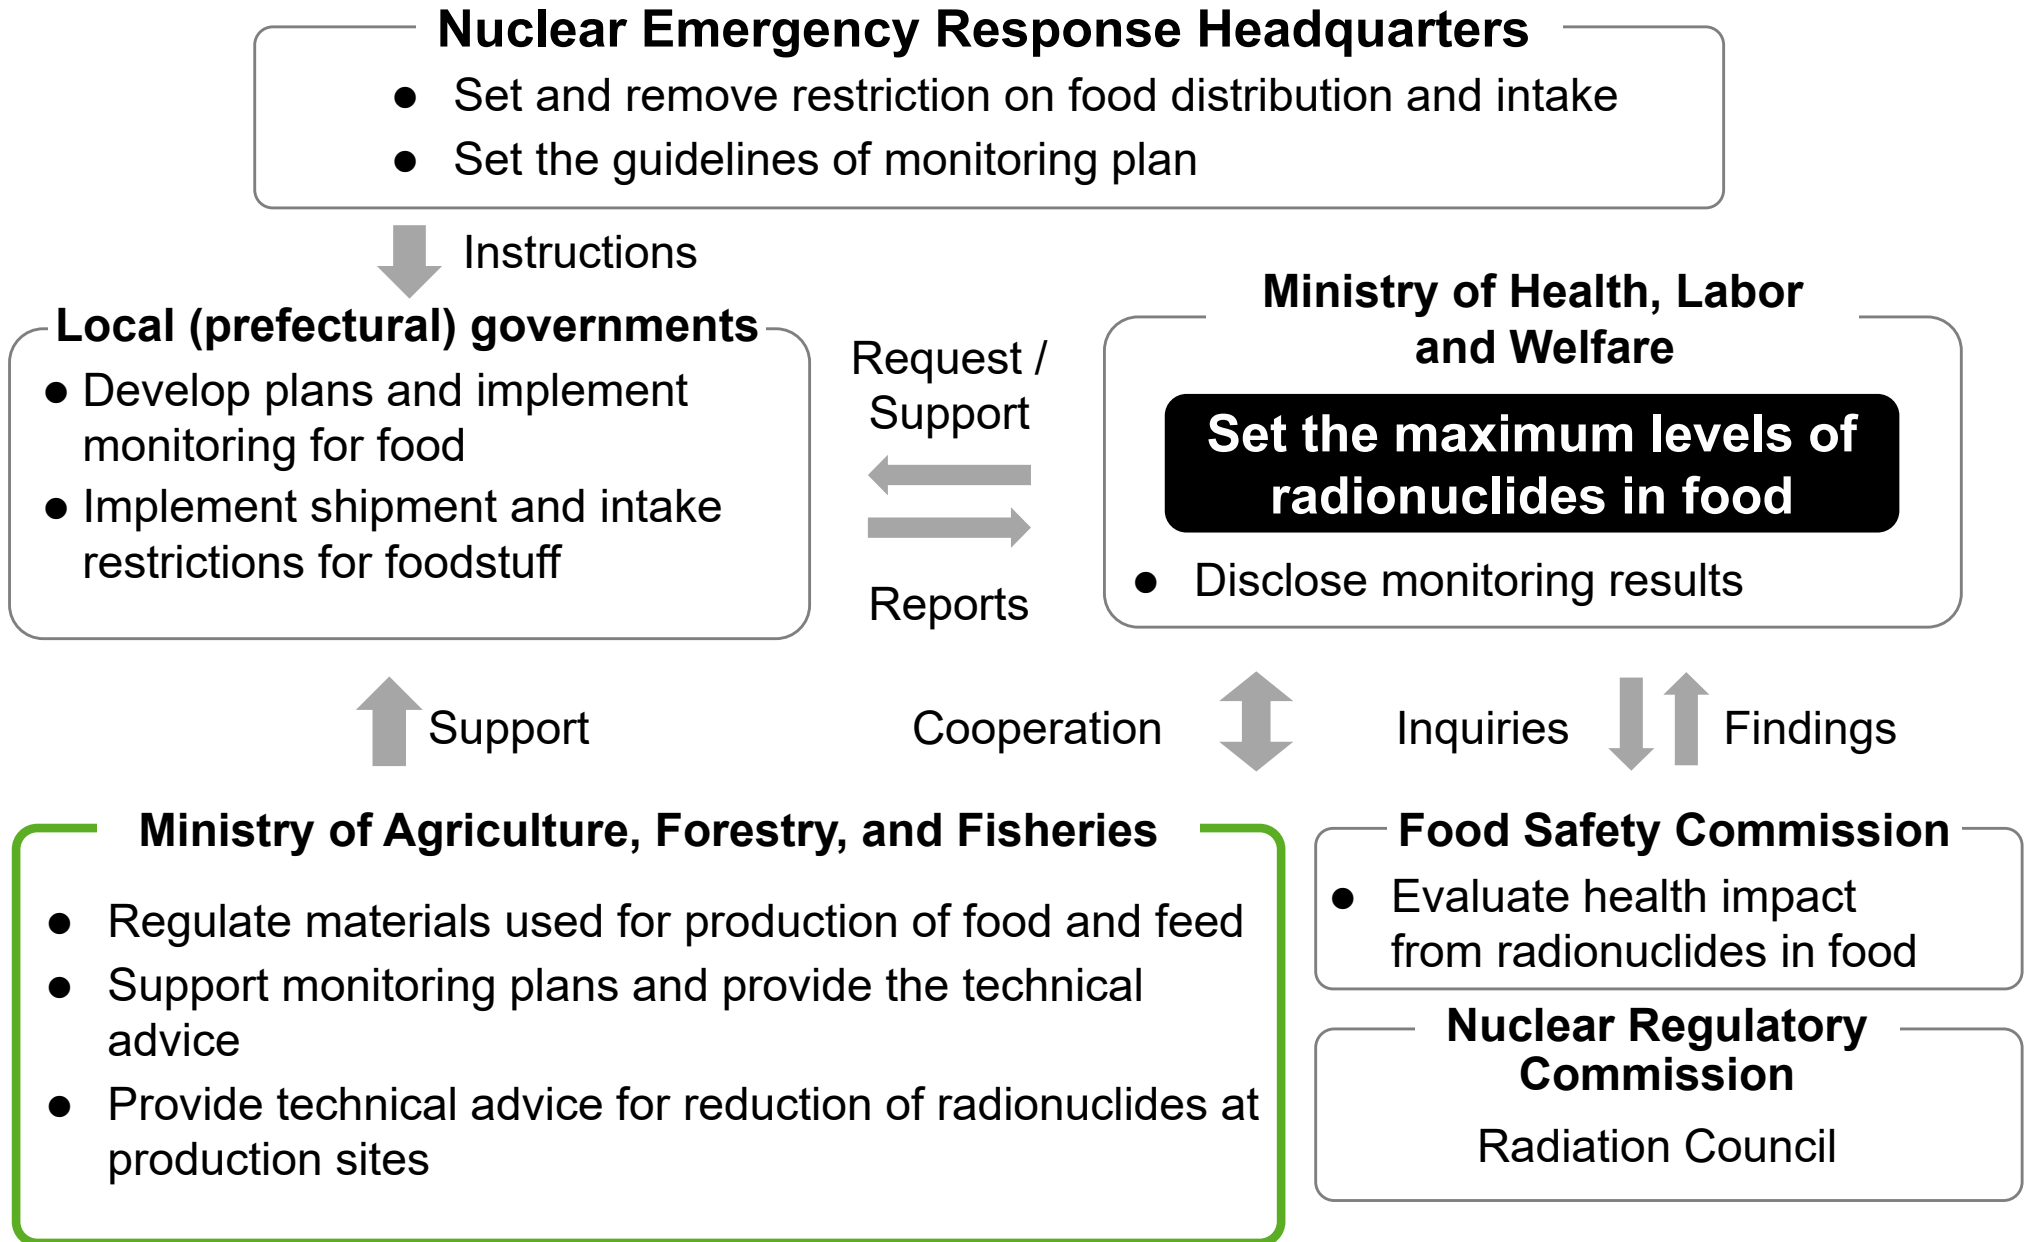 Nuclear Emergency Response Headquarters
● Set and remove restriction on food distribution and intake
● Set the guidelines of monitoring plan
Instructions
Local (prefectural) governments
● Develop plans and implement
monitoring for food
● Implement shipment and intake
restrictions for foodstuff
Request /
Support
Reports
Ministry of Health, Labor
and Welfare
Set the maximum levels of
radionuclides in food
● Disclose monitoring results
Support
Cooperation
Inquiries
Findings
Ministry of Agriculture, Forestry, and Fisheries
● Regulate materials used for production of food and feed
● Support monitoring plans and provide the technical
advice
● Provide technical advice for reduction of radionuclides at
production sites
Food Safety Commission
● Evaluate health impact
from radionuclides in food
Nuclear Regulatory
Commission
Radiation Council